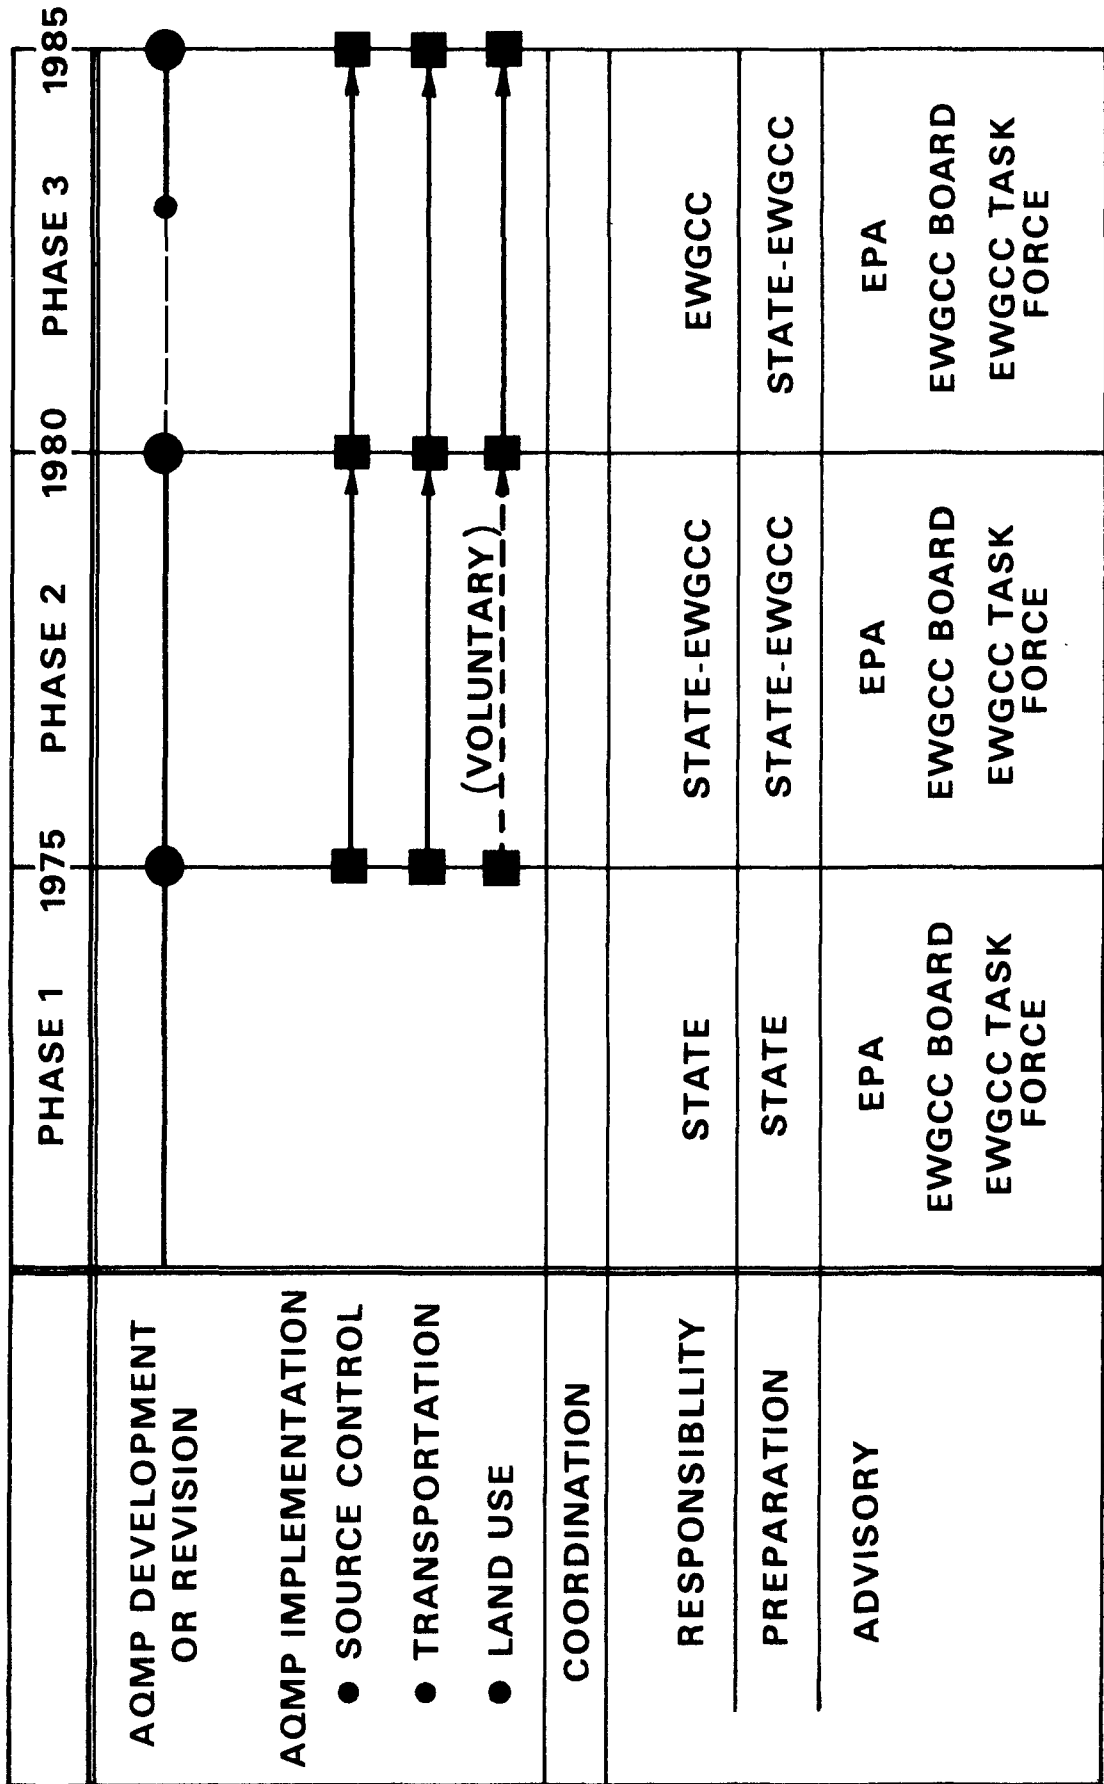 PHASE 1 1975 PHASE 2 1980 PHASE 3 1985
AQMP DEVELOPMENT
OR REVISION
AQMP IMPLEMENTATION
● SOURCE CONTROL
● TRANSPORTATION
● LAND USE
(VOLUNTARY)
COORDINATION
RESPONSIBLLITY STATE STATE-EWGCC EWGCC
PREPARATION STATE STATE-EWGCC STATE-EWGCC
ADVISORY EPA EPA EPA
EWGCC BOARD EWGCC BOARD EWGCC BOARD
EWGCC TASK EWGCC TASK EWGCC TASK
FORCE FORCE FORCE